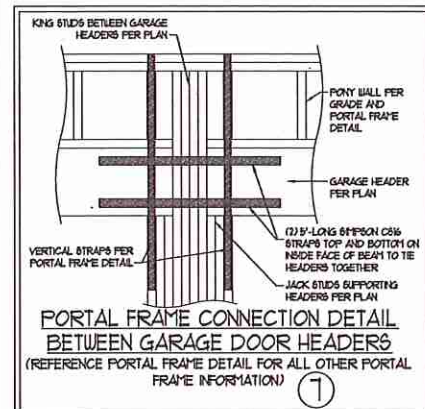 KING STUDS BETWEEN GARAGE
HEADERS PER PLAN
PONY WALL PER
GRADE AND
PORTAL FRAME
DETAIL
GARAGE HEADER
PER PLAN
(2) 5'-LONG SIMPSON CS16
STRAPS TOP AND BOTTOM ON
INSIDE FACE OF BEAM TO TIE
HEADERS TOGETHER
VERTICAL STRAPS PER
PORTAL FRAME DETAIL
JACK STUDS SUPPORTING
HEADERS PER PLAN
PORTAL FRAME CONNECTION DETAIL
BETWEEN GARAGE DOOR HEADERS
(REFERENCE PORTAL FRAME DETAIL FOR ALL OTHER PORTAL
FRAME INFORMATION)
7